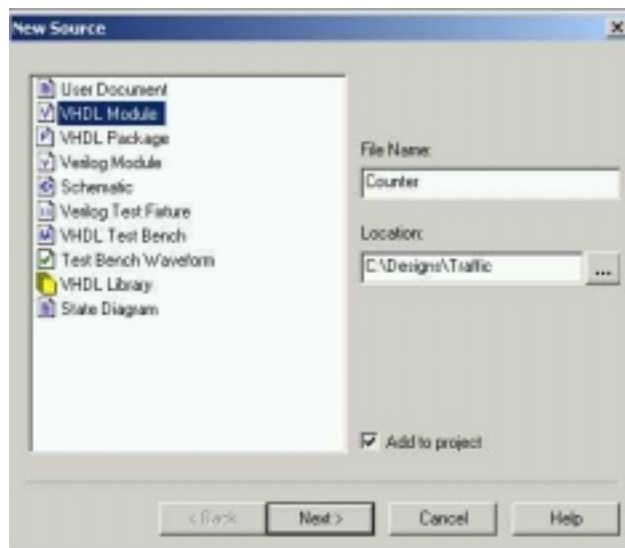 New Source
User Document
VHDL Module
VHDL Package
Verilog Module
Schematic
Verilog Test Fixture
VHDL Test Bench
Test Bench Waveform
VHDL Library
State Diagram
File Name:
Counter
Location:
C:\Designs\Traffic
...
Add to project
< Back
Next >
Cancel
Help